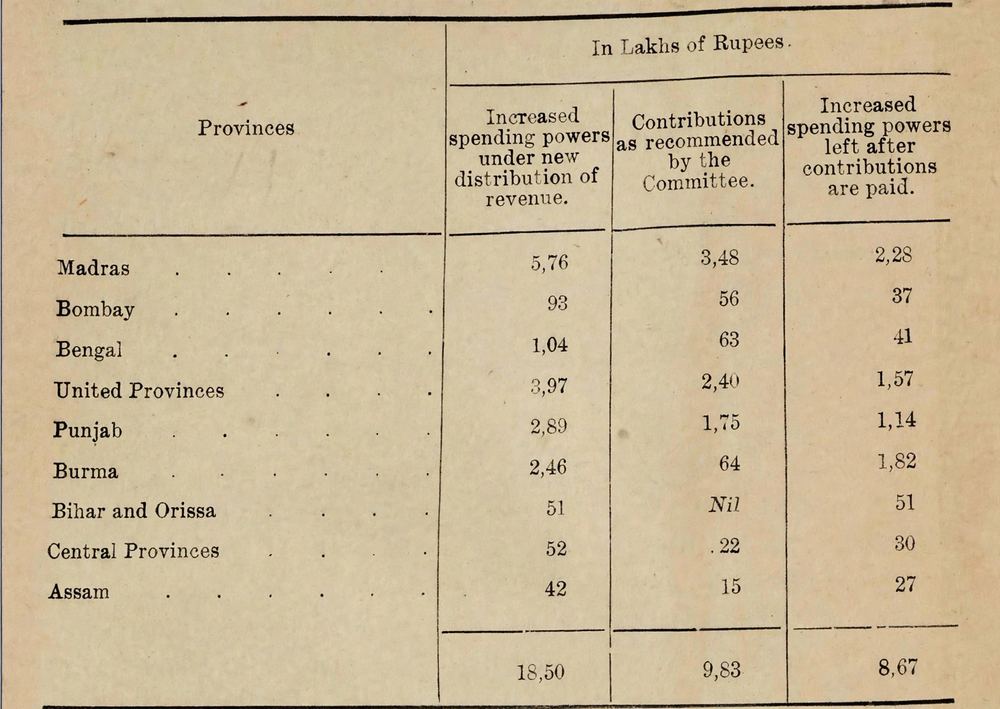 In Lakhs of Rupees.
Provinces
Increased
spending powers
under new
distribution of
revenue.
Contributions
as recommended
by the
Committee.
Increased
spending powers
left after
contributions
are paid.
Madras . . . . . 5,76 3,48 2,28
Bombay . . . . . . 93 56 37
Bengal . . . . . 1,04 63 41
United Provinces . . . . 3,97 2,40 1,57
Punjab . . . . . . 2,89 1,75 1,14
Burma . . . . . . 2,46 64 1,82
Bihar and Orissa . . . . 51 Nil 51
Central Provinces . . . . 52 .22 30
Assam . . . . . . 42 15 27
18,50 9,83 8,67